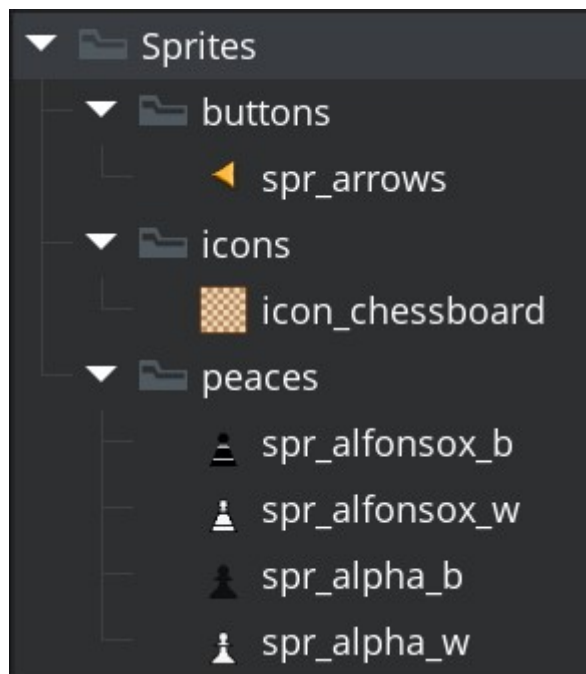 Sprites
buttons
spr_arrows
icons
icon_chessboard
peaces
spr_alfonsox_b
spr_alfonsox_w
spr_alpha_b
spr_alpha_w